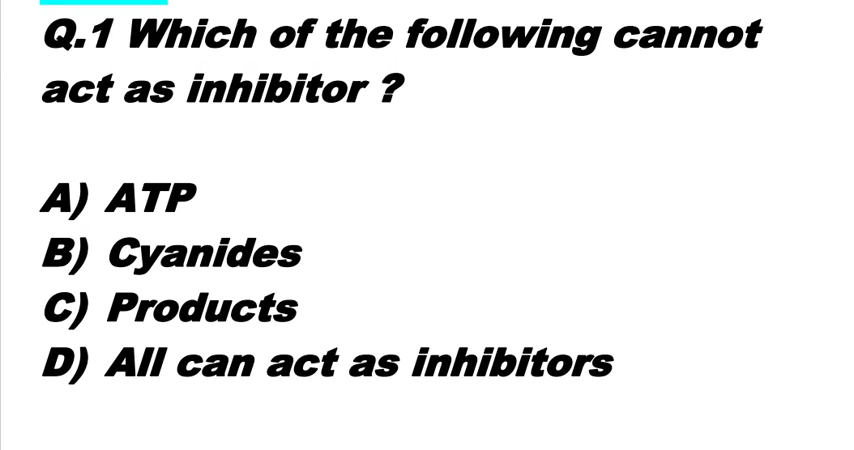 Q.1 Which of the following cannot
act as inhibitor ?
A) ATP
B) Cyanides
C) Products
D) All can act as inhibitors